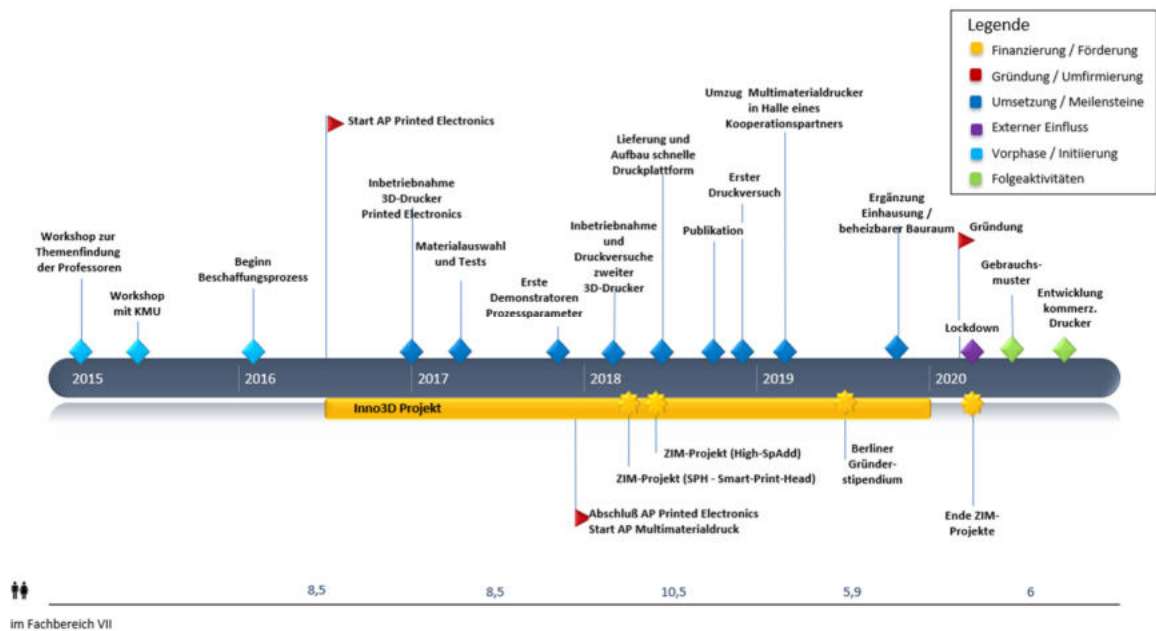 Legende
Finanzierung / Förderung
Gründung / Umfirmierung
Umsetzung / Meilensteine
Externer Einfluss
Vorphase / Initiierung
Folgeaktivitäten
Workshop zur
Themenfindung
der Professoren
Workshop
mit KMU
Beginn
Beschaffungsprozess
Start AP Printed Electronics
Inbetriebnahme
3D-Drucker
Printed Electronics
Materialauswahl
und Tests
Erste
Demonstratoren
Prozessparameter
Inbetriebnahme
und
Druckversuche
zweiter
3D-Drucker
Lieferung und
Aufbau schnelle
Druckplattform
Publikation
Erster
Druckversuch
Umzug Multimaterialdrucker
in Halle eines
Kooperationspartners
Ergänzung
Einhausung /
beheizbarer Bauraum
Gründung
Lockdown
Gebrauchs-
muster
Entwicklung
kommerz.
Drucker
2015 2016 2017 2018 2019 2020
Inno3D Projekt
ZIM-Projekt (High-SpAdd)
ZIM-Projekt (SPH - Smart-Print-Head)
Abschluß AP Printed Electronics
Start AP Multimaterialdruck
Berliner
Gründer-
stipendium
Ende ZIM-
Projekte
8,5 8,5 10,5 5,9 6
im Fachbereich VII